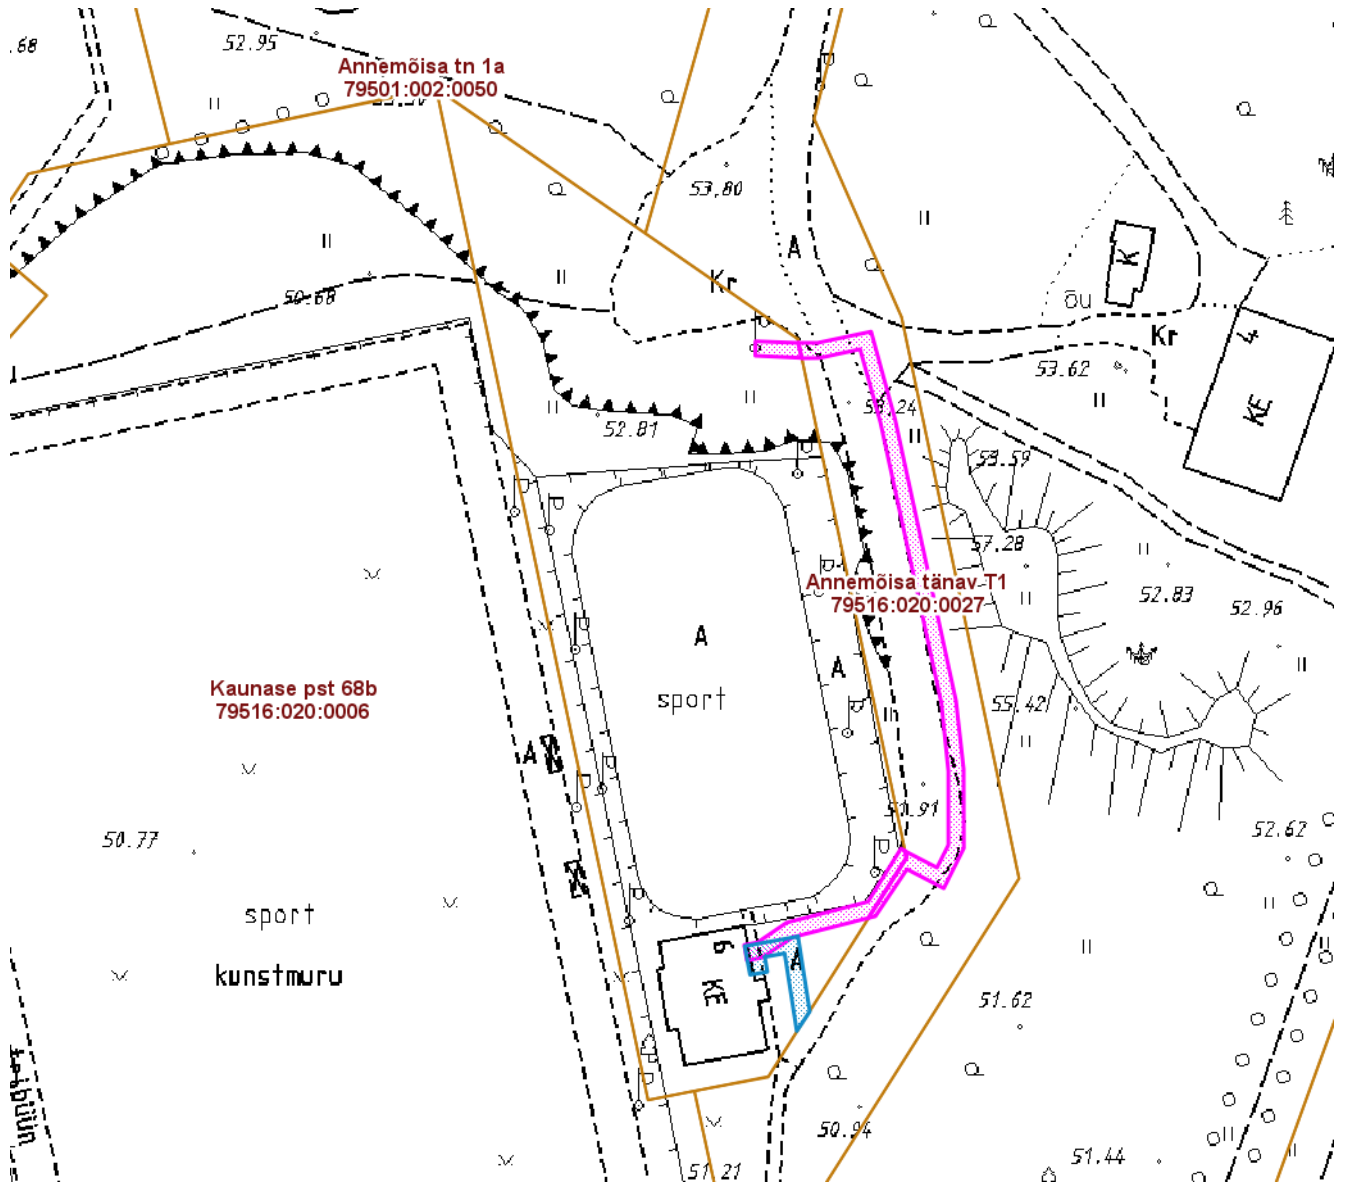 .68
52.95
Annemõisa tn 1a
79501:002:0050
53,80
A
Kr
50.68
K
õu
Kr
4
53.62
KE
53.24
52.81
53.59
57.28
Annemõisa tänav T1
79516:020:0027
52.83
52.96
A
A
sport
Kaunase pst 68b
79516:020:0006
55.42
A
51.91
50.77
52.62
sport
kunstmuru
6
KE
A
51.62
50.94
51.44
51.21